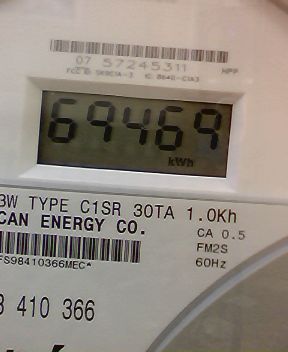 07 57245311
HPP
69469
kWh
3W TYPE C1SR 30TA 1.0Kh
CAN ENERGY CO.
CA 0.5
FM2S
60Hz
FS98410366MEC*
410 366